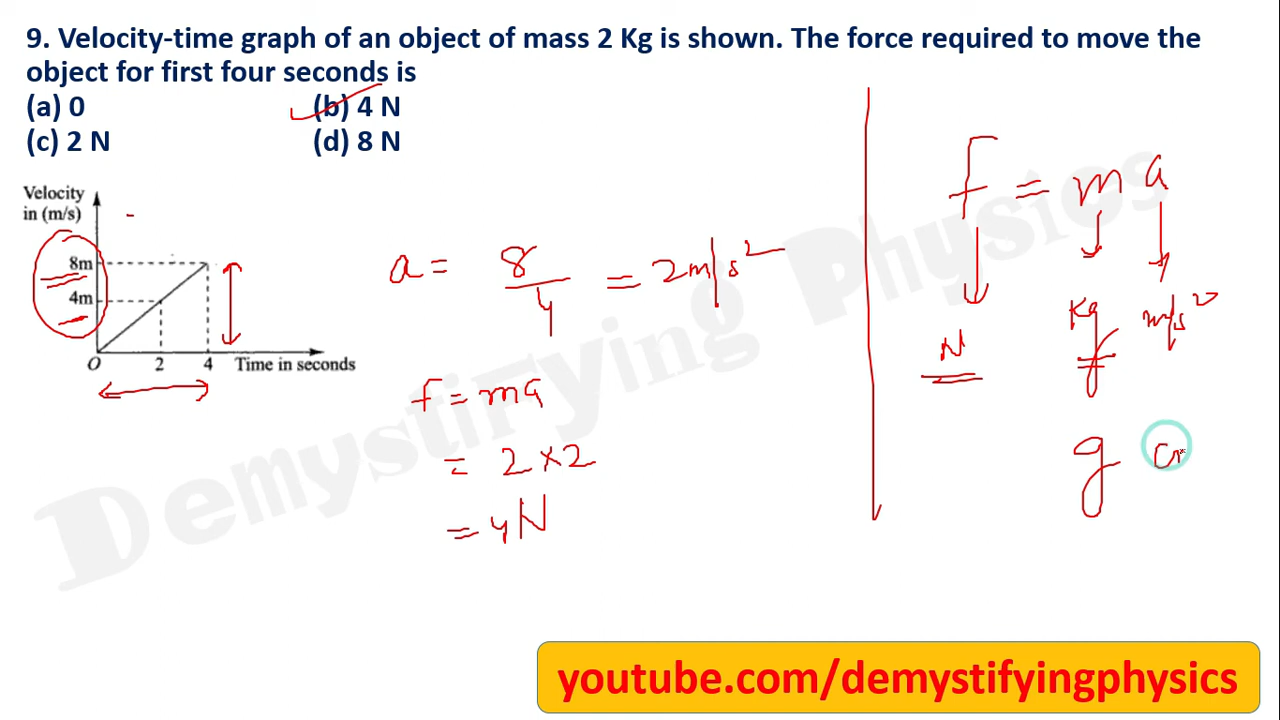 9. Velocity-time graph of an object of mass 2 Kg is shown. The force required to move the
object for first four seconds is
(a) 0 (b) 4 N
(c) 2 N (d) 8 N
Velocity
in (m/s)
8m
4m
O 2 4 Time in seconds
a = 8/4 = 2m/s²
f = ma
= 2 × 2
= 4N
f = ma
N Kg m/s²
g
Demystifying Physics
youtube.com/demystifyingphysics